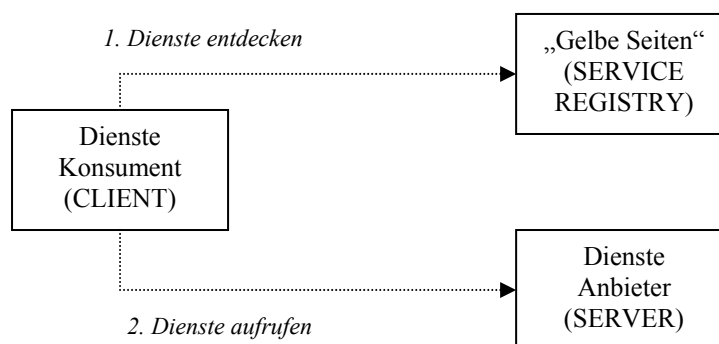 1. Dienste entdecken
„Gelbe Seiten“
(SERVICE
REGISTRY)
Dienste
Konsument
(CLIENT)
Dienste
Anbieter
(SERVER)
2. Dienste aufrufen